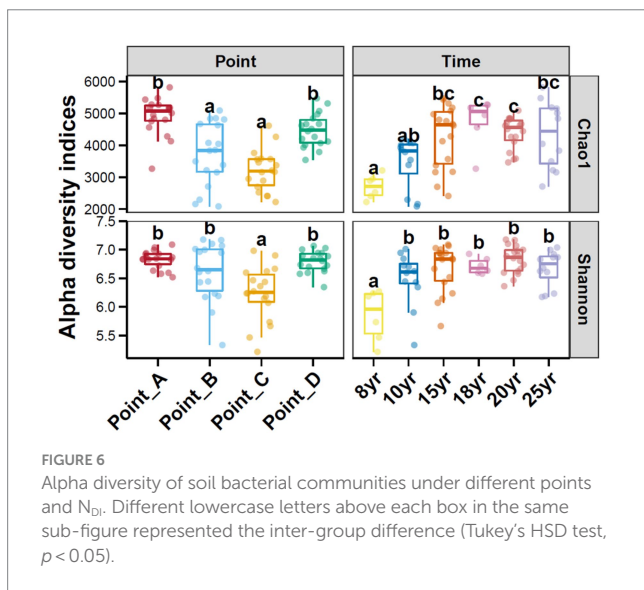 Point
Time
Alpha diversity indices
6000
5000
4000
3000
2000
b
a
a
b
a
ab
bc
c
c
bc
Chao1
7.5
7.0
6.5
6.0
5.5
b
b
a
b
a
b
b
b
b
b
Shannon
Point_A
Point_B
Point_C
Point_D
8yr
10yr
15yr
18yr
20yr
25yr
FIGURE 6
Alpha diversity of soil bacterial communities under different points
and N_DI. Different lowercase letters above each box in the same
sub-figure represented the inter-group difference (Tukey's HSD test,
p < 0.05).